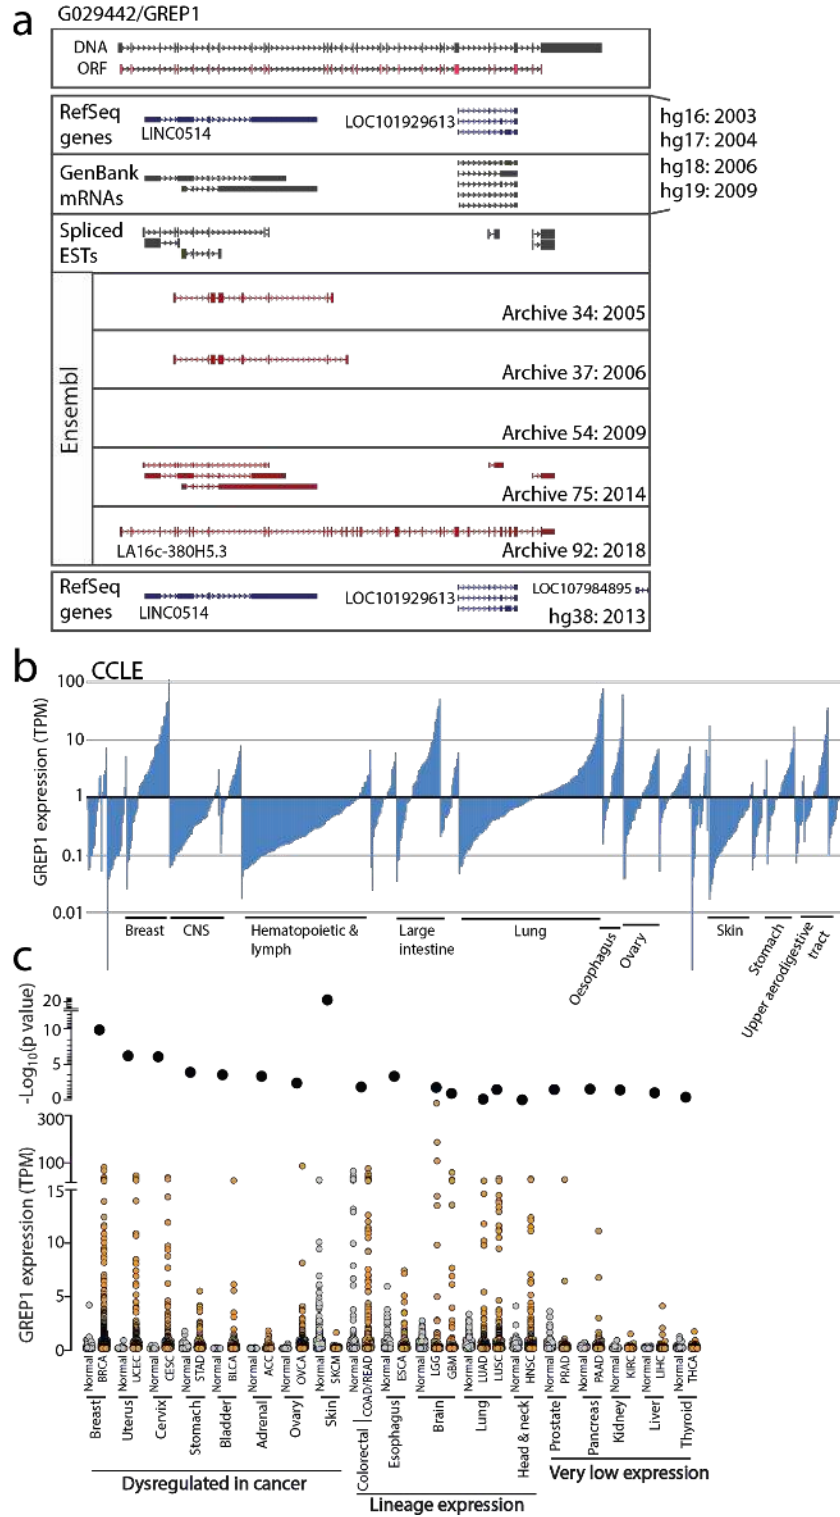 a
G029442/GREP1
DNA
ORF
RefSeq
genes
LINC0514
LOC101929613
hg16: 2003
hg17: 2004
GenBank
mRNAs
hg18: 2006
hg19: 2009
Spliced
ESTs
Ensembl
Archive 34: 2005
Archive 37: 2006
Archive 54: 2009
Archive 75: 2014
LA16c-380H5.3
Archive 92: 2018
RefSeq
genes
LINC0514
LOC101929613
LOC107984895
hg38: 2013
b
CCLE
GREP1 expression (TPM)
100
10
1
0.1
0.01
Breast
CNS
Hematopoietic &
lymph
Large
intestine
Lung
Oesophagus
Ovary
Skin
Stomach
Upper aerodigestive
tract
c
-Log10(p value)
20
10
5
0
GREP1 expression (TPM)
300
100
15
10
5
0
Normal BRCA Normal UCEC Normal CESC Normal STAD Normal BLCA Normal ACC Normal OVCA Normal SKCM Normal COAD/READ Normal ESCA Normal LGG GBM Normal LUAD LUSC Normal HNSC Normal PRAD Normal PAAD Normal KIRC Normal LIHC Normal THCA
Breast Uterus Cervix Stomach Bladder Adrenal Ovary Skin Colorectal Esophagus Brain Lung Head & neck Prostate Pancreas Kidney Liver Thyroid
Dysregulated in cancer
Lineage expression
Very low expression